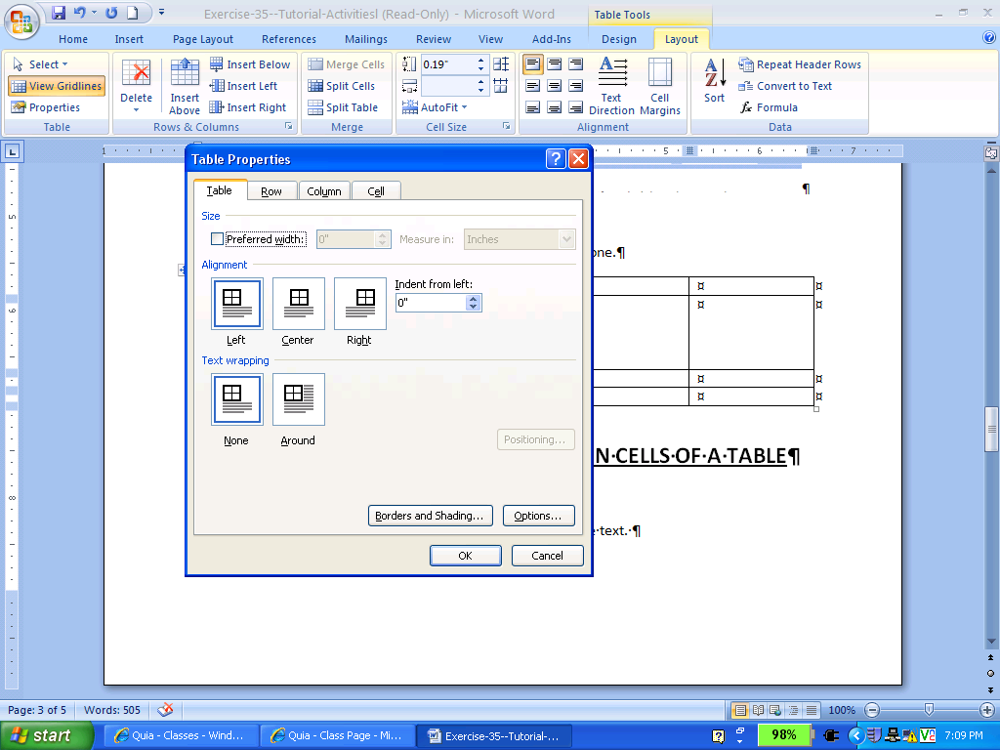 Exercise-35--Tutorial-Activitiesl (Read-Only) - Microsoft Word
Table Tools
Home Insert Page Layout References Mailings Review View Add-Ins Design Layout
Select
View Gridlines
Properties
Table
Delete
Insert Above
Insert Below
Insert Left
Insert Right
Rows & Columns
Merge Cells
Split Cells
Split Table
Merge
0.19"
AutoFit
Cell Size
Text Direction
Cell Margins
Alignment
Sort
Repeat Header Rows
Convert to Text
fx Formula
Data
1 5 6 7
Table Properties
Table Row Column Cell
Size
Preferred width: 0" Measure in: Inches
Alignment
Indent from left:
0"
Left Center Right
Text wrapping
None Around
Positioning...
Borders and Shading... Options...
OK Cancel
¶
one.¶
¤ ¤
¤ ¤
¤ ¤
¤ ¤
N·CELLS·OF·A·TABLE¶
e·text.·¶
Page: 3 of 5 Words: 505 100%
start Quia - Classes - Wind... Quia - Class Page - Mi... Exercise-35--Tutorial-... 98% 7:09 PM